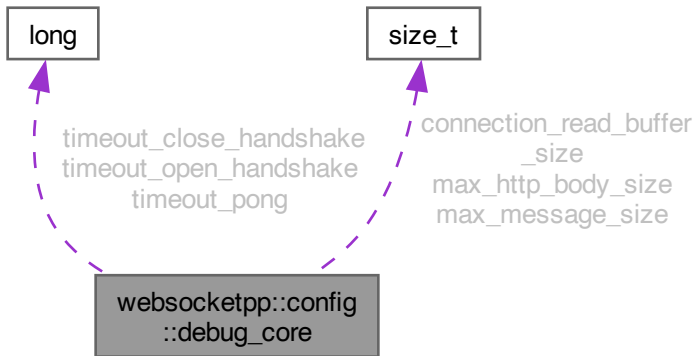 long
size_t
timeout_close_handshake
timeout_open_handshake
timeout_pong
connection_read_buffer
_size
max_http_body_size
max_message_size
websocketpp::config
::debug_core